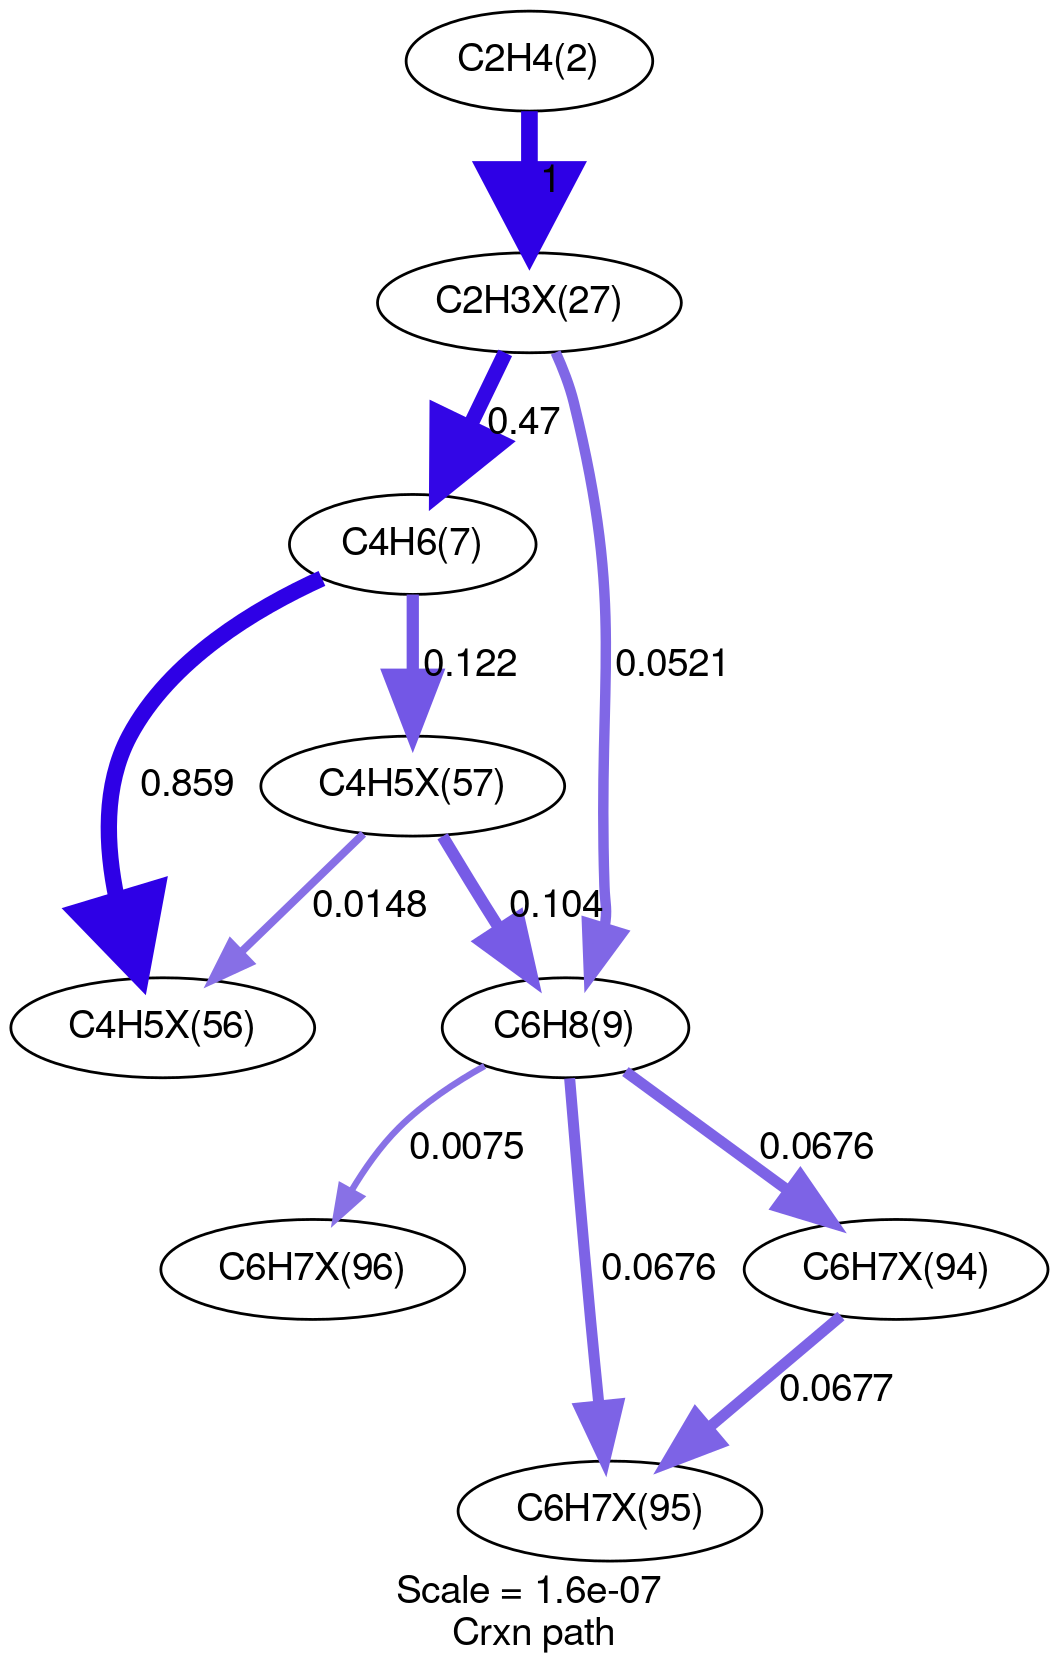 C2H4(2)
1
C2H3X(27)
0.47
C4H6(7)
0.122
0.0521
0.859
C4H5X(57)
0.0148
0.104
C4H5X(56)
C6H8(9)
0.0075
0.0676
0.0676
C6H7X(96)
C6H7X(94)
0.0677
C6H7X(95)
Scale = 1.6e-07
Crxn path